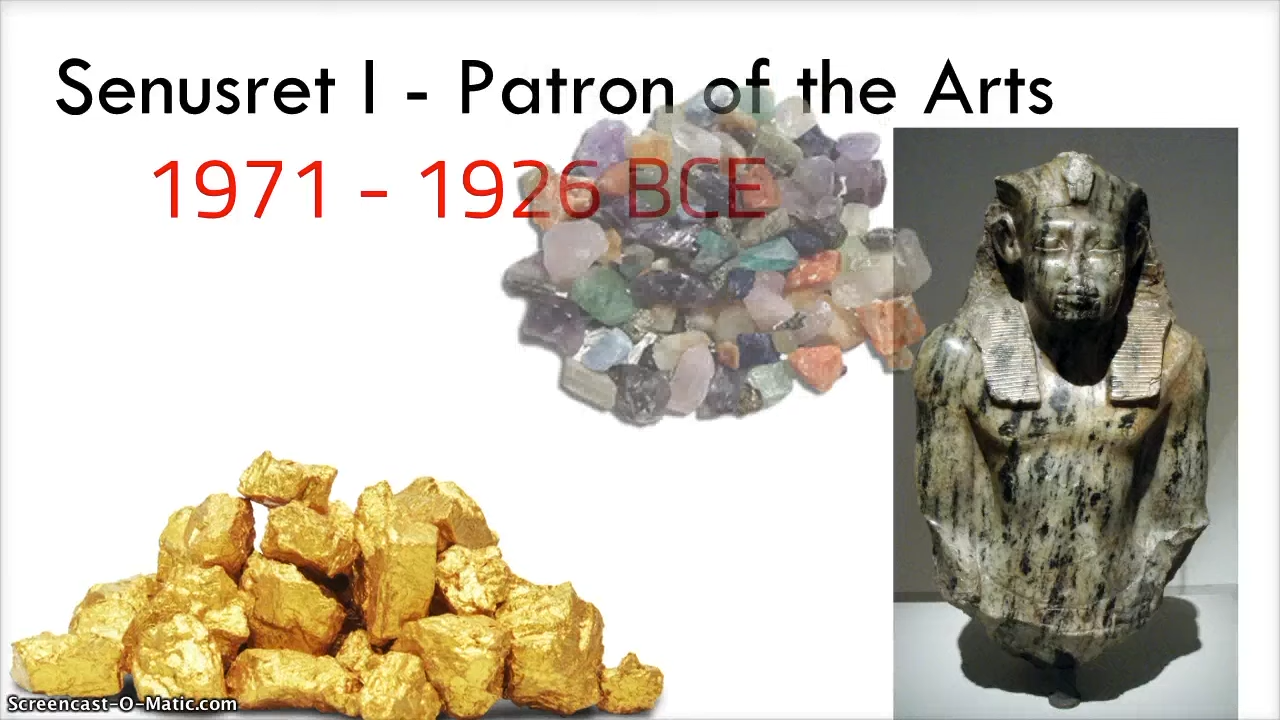 Senusret I - Patron of the Arts
1971 - 1926 BCE
Screencast-O-Matic.com